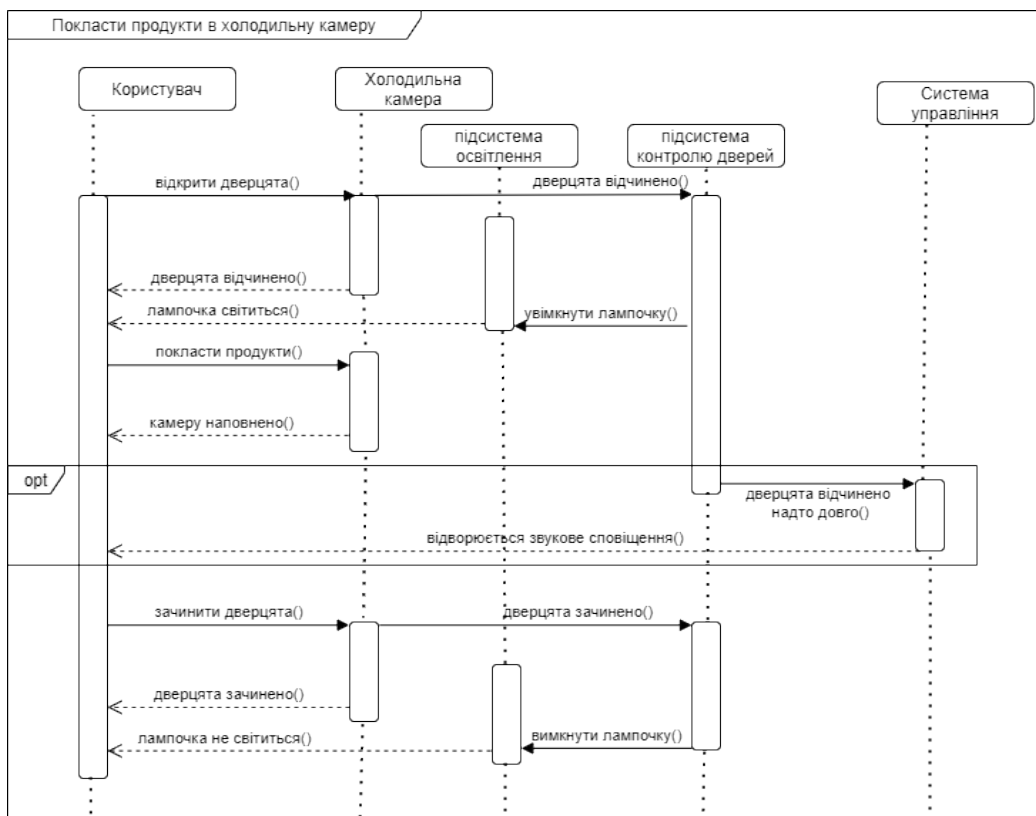 Покласти продукти в холодильну камеру
Користувач
Холодильна
камера
підсистема
освітлення
підсистема
контролю дверей
Система
управління
відкрити дверцята()
дверцята відчинено()
дверцята відчинено()
лампочка світиться()
увімкнути лампочку()
покласти продукти()
камеру наповнено()
opt
дверцята відчинено
надто довго()
відворюється звукове сповіщення()
зачинити дверцята()
дверцята зачинено()
дверцята зачинено()
лампочка не світиться()
вимкнути лампочку()